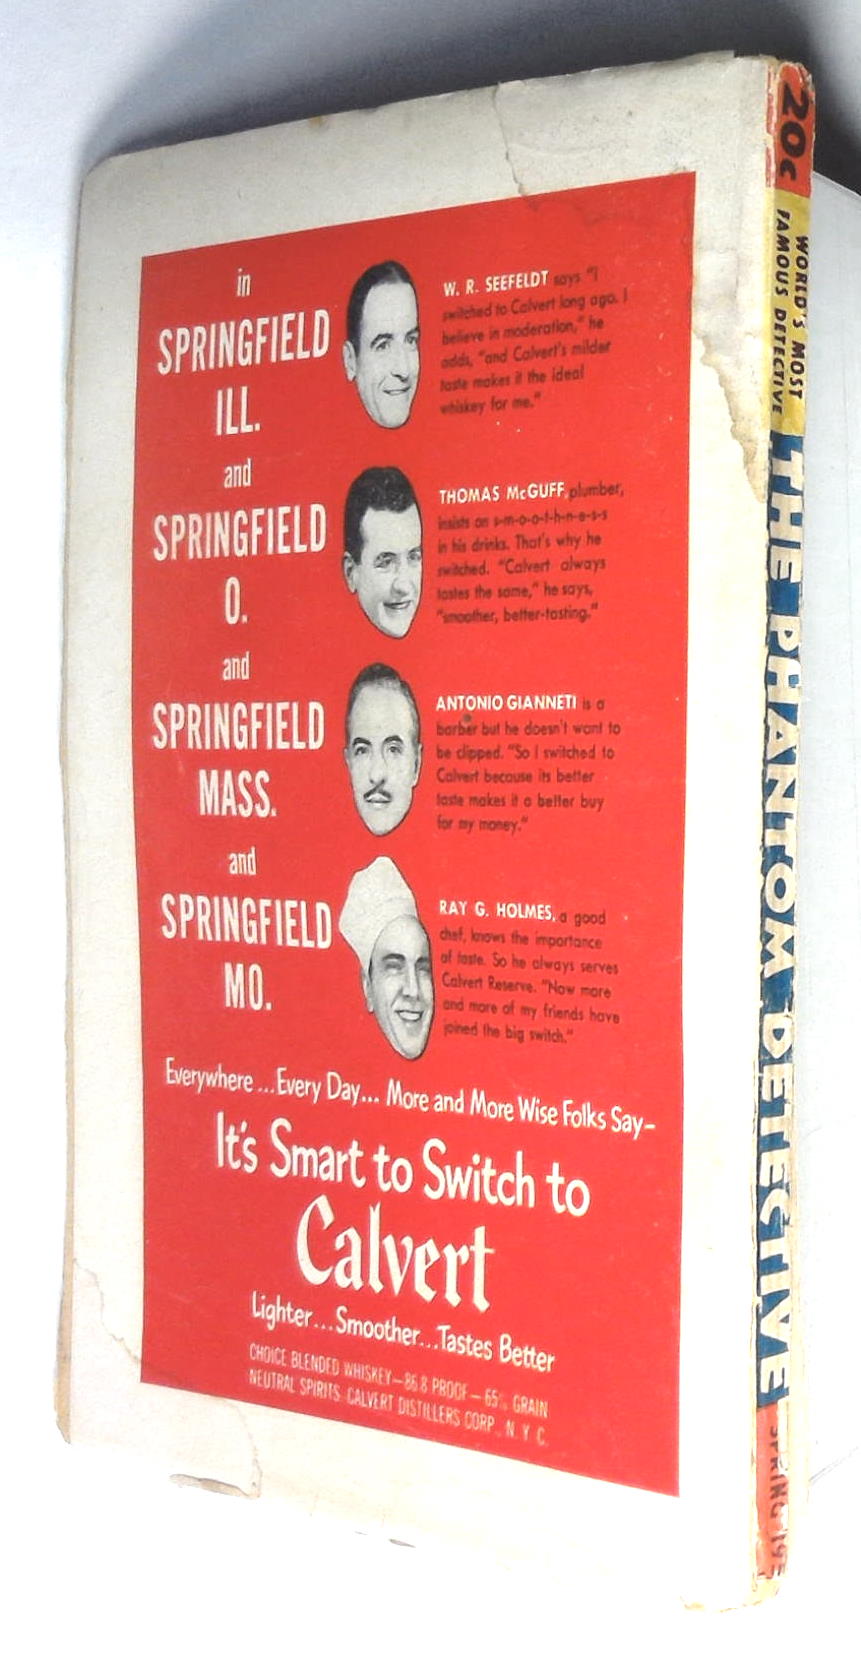 in
SPRINGFIELD
ILL.
and
SPRINGFIELD
O.
and
SPRINGFIELD
MASS.
and
SPRINGFIELD
MO.
W. R. SEEFELDT says "I
switched to Calvert long ago. I
believe in moderation," he
adds, "and Calvert's milder
taste makes it the ideal
whiskey for me."
THOMAS McGUFF, plumber,
insists on s-m-o-o-t-h-n-e-s-s
in his drinks. That's why he
switched. "Calvert always
tastes the same," he says,
"smoother, better-tasting."
ANTONIO GIANNETI is a
barber but he doesn't want to
be clipped. "So I switched to
Calvert because its better
taste makes it a better buy
for my money."
RAY G. HOLMES, a good
chef, knows the importance
of taste. So he always serves
Calvert Reserve. "Now more
and more of my friends have
joined the big switch."
Everywhere...Every Day... More and More Wise Folks Say—
It's Smart to Switch to
Calvert
Lighter...Smoother...Tastes Better
CHOICE BLENDED WHISKEY—86.8 PROOF—65% GRAIN
NEUTRAL SPIRITS. CALVERT DISTILLERS CORP., N. Y. C.
20c
WORLD'S MOST
FAMOUS DETECTIVE
THE PHANTOM DETECTIVE
SPRING